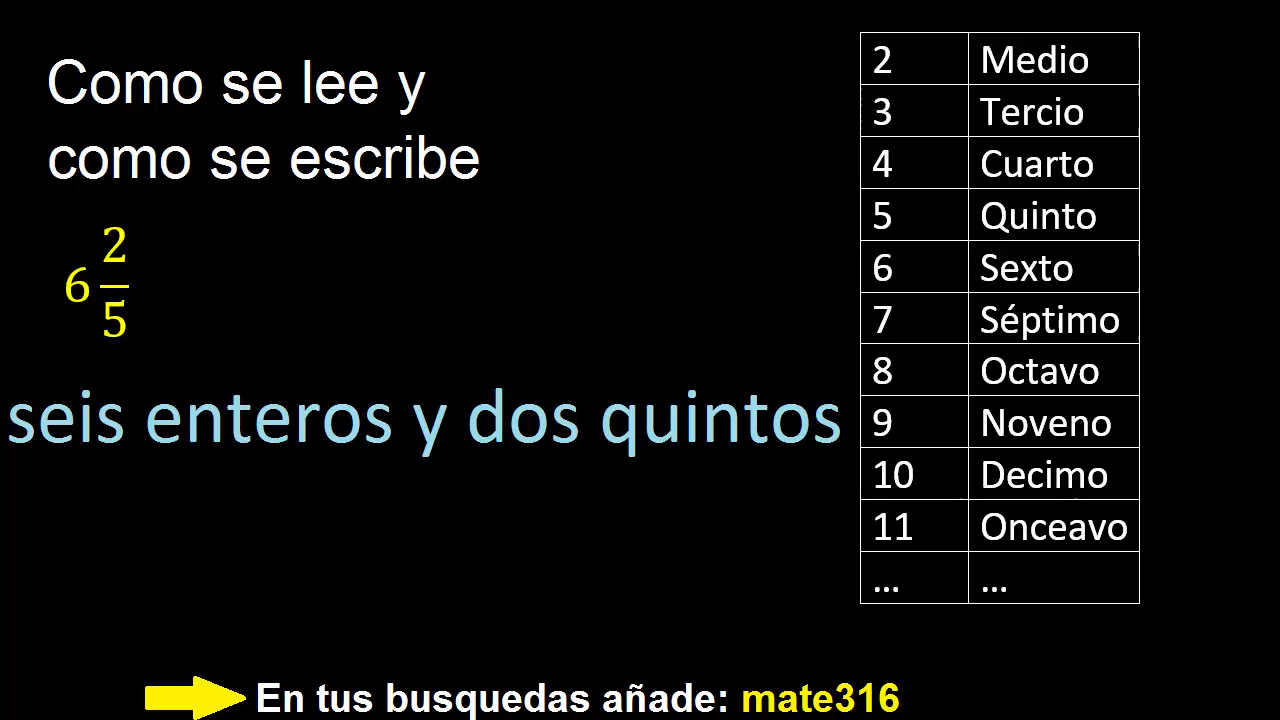 Como se lee y
como se escribe
6 2/5
seis enteros y dos quintos
2 Medio
3 Tercio
4 Cuarto
5 Quinto
6 Sexto
7 Séptimo
8 Octavo
9 Noveno
10 Decimo
11 Onceavo
... ...
En tus busquedas añade: mate316